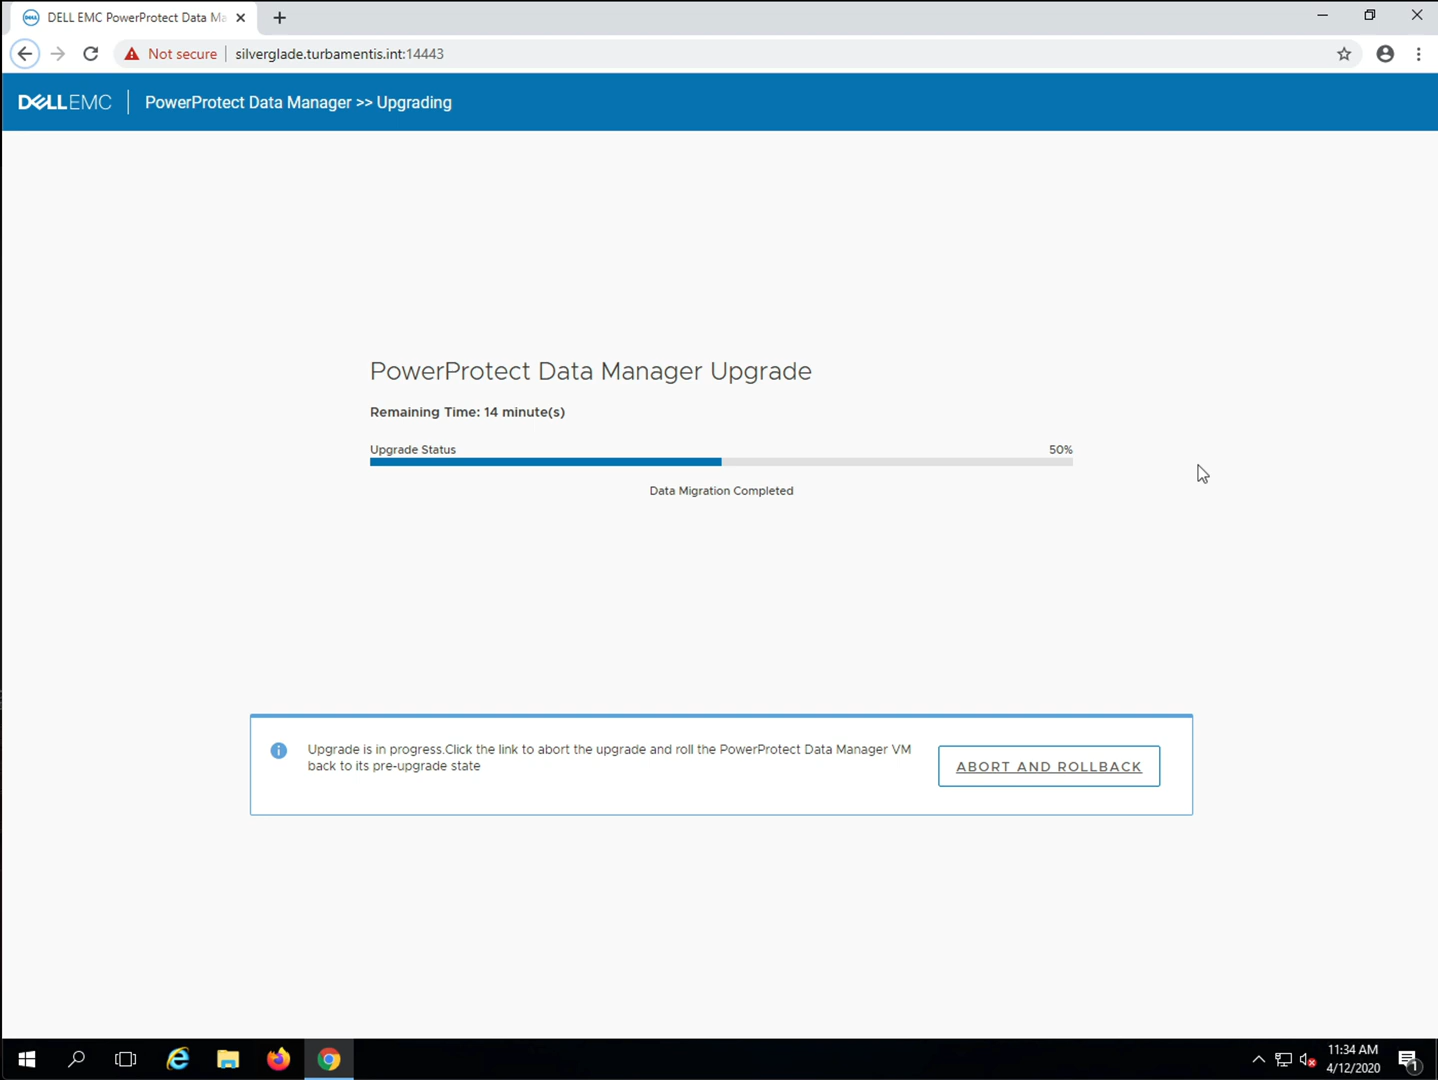 DELL EMC PowerProtect Data Ma
Not secure
silverglade.turbamentis.int:14443
DELLEMC
PowerProtect Data Manager >> Upgrading
PowerProtect Data Manager Upgrade
Remaining Time: 14 minute(s)
Upgrade Status
50%
Data Migration Completed
Upgrade is in progress.Click the link to abort the upgrade and roll the PowerProtect Data Manager VM
back to its pre-upgrade state
ABORT AND ROLLBACK
11:34 AM
4/12/2020
1